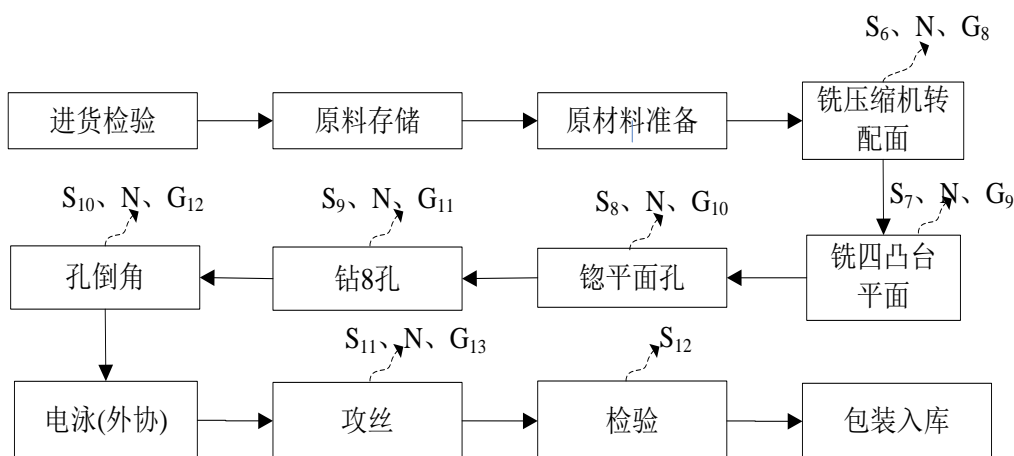 S₆、N、G₈
进货检验
原料存储
原材料准备
铣压缩机转
配面
S₇、N、G₉
S₈、N、G₁₀
S₉、N、G₁₁
S₁₀、N、G₁₂
铣四凸台
平面
锪平面孔
钻8孔
孔倒角
S₁₁、N、G₁₃
S₁₂
电泳(外协)
攻丝
检验
包装入库